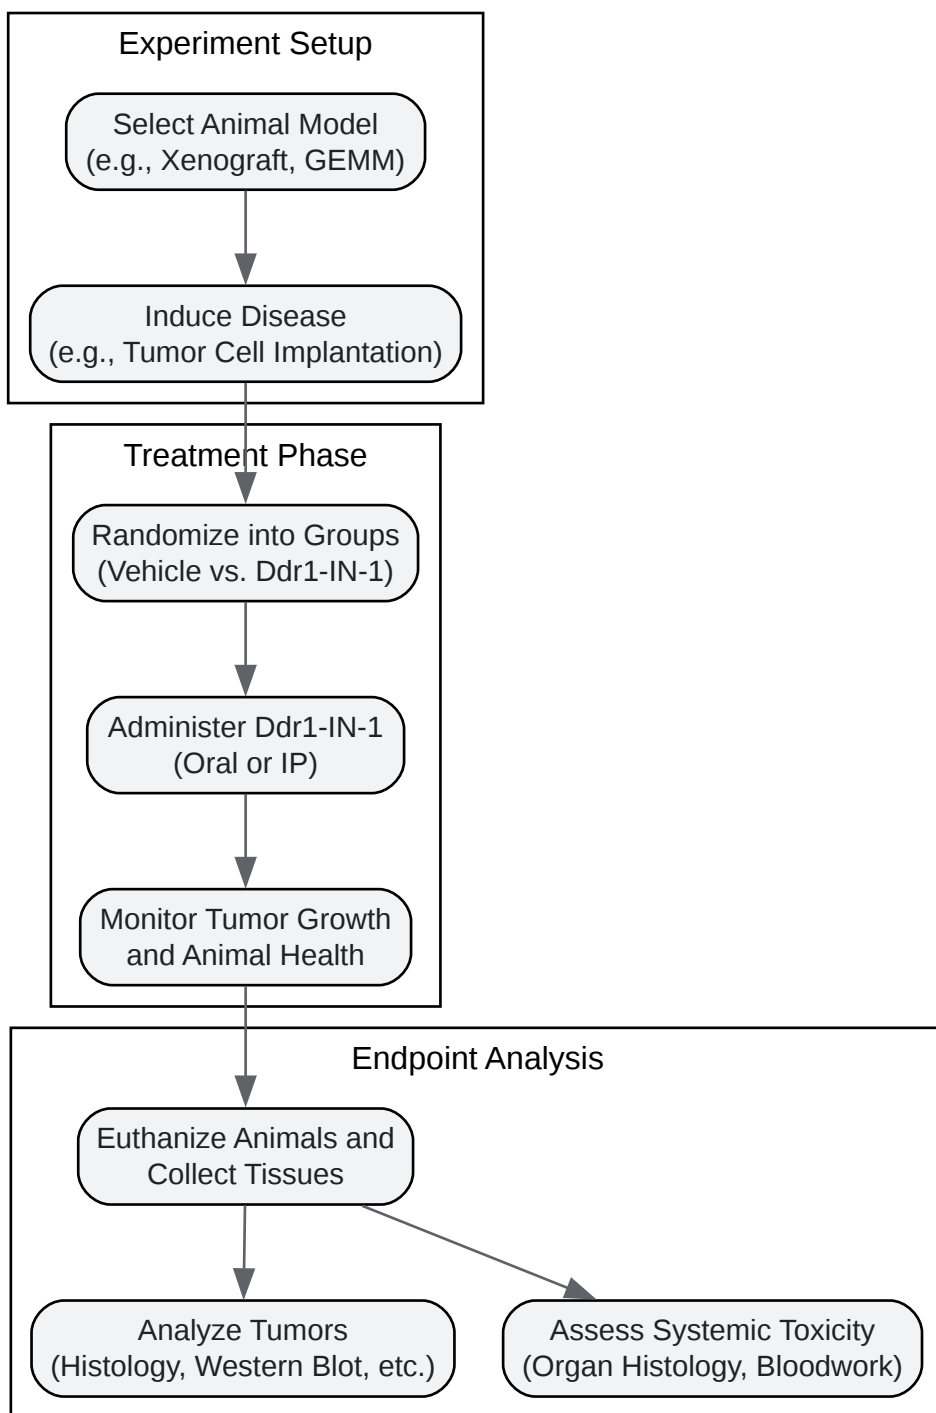 Experiment Setup
Select Animal Model
(e.g., Xenograft, GEMM)
Induce Disease
(e.g., Tumor Cell Implantation)
Treatment Phase
Randomize into Groups
(Vehicle vs. Ddr1-IN-1)
Administer Ddr1-IN-1
(Oral or IP)
Monitor Tumor Growth
and Animal Health
Endpoint Analysis
Euthanize Animals and
Collect Tissues
Analyze Tumors
(Histology, Western Blot, etc.)
Assess Systemic Toxicity
(Organ Histology, Bloodwork)